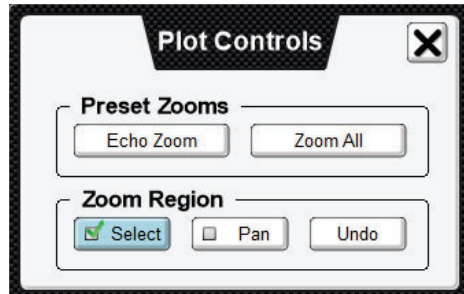 Plot Controls
Preset Zooms
Echo Zoom Zoom All
Zoom Region
Select Pan Undo